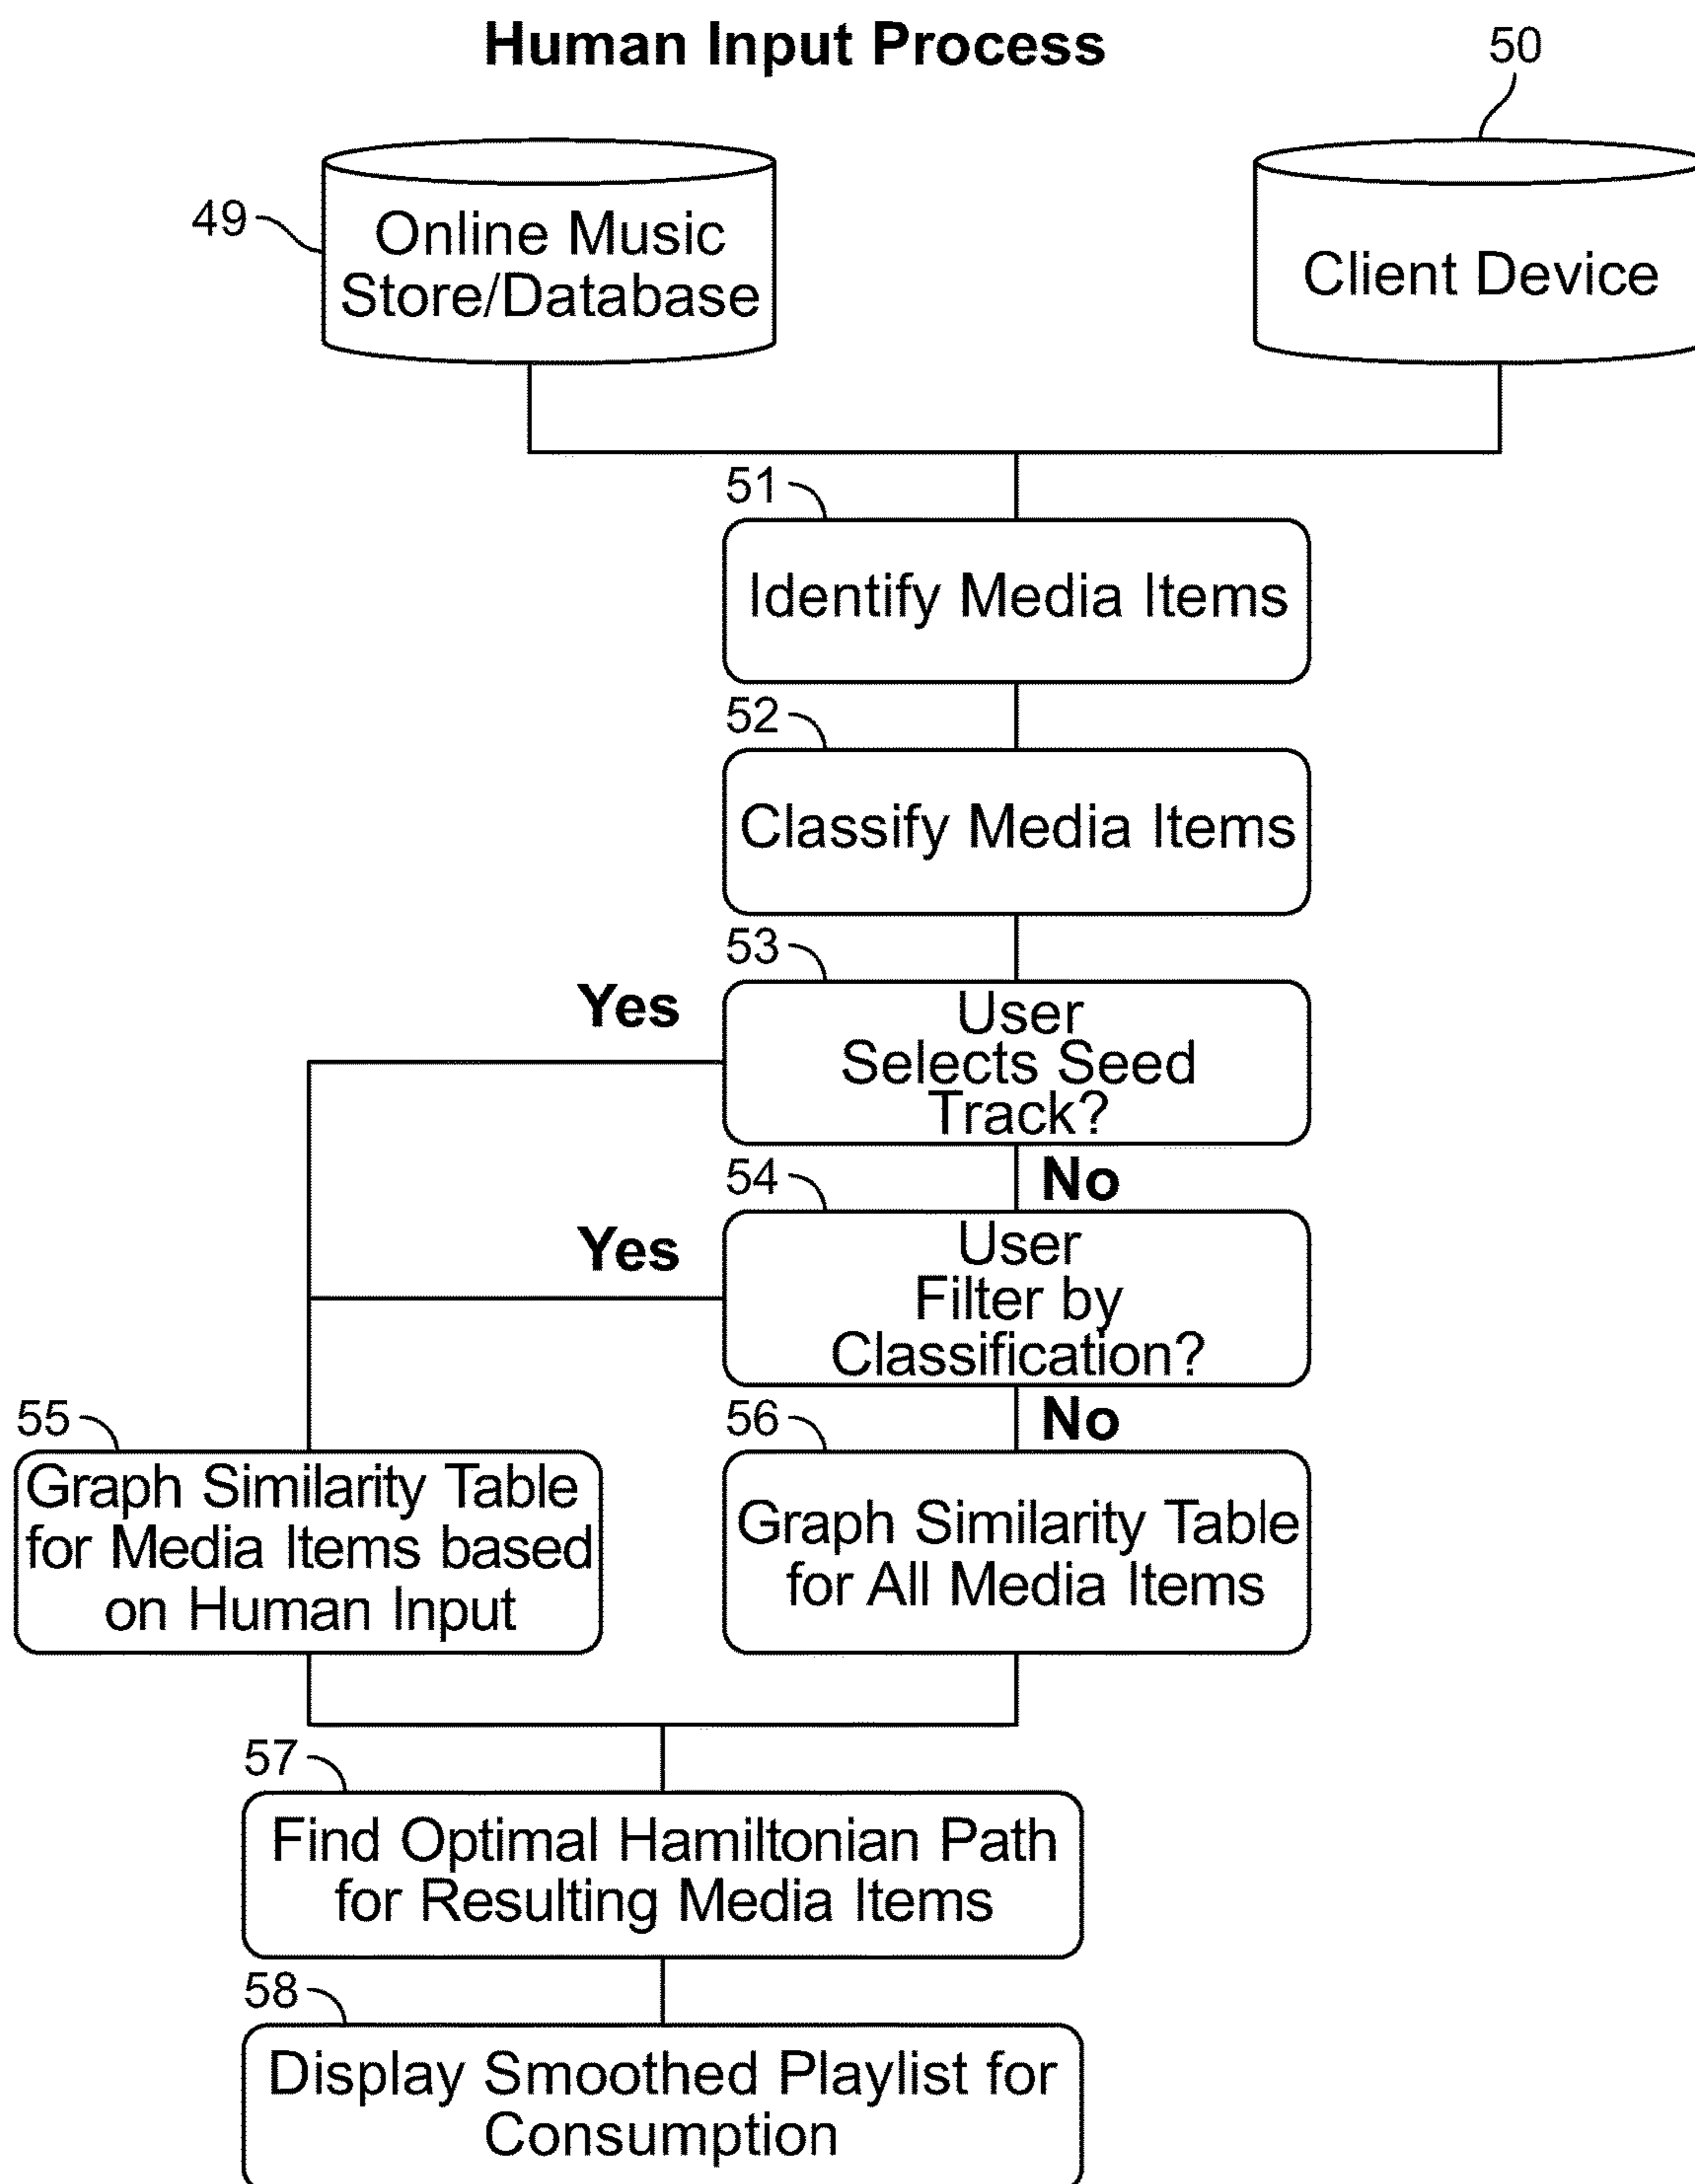 Human Input Process
50
49
Online Music
Store/Database
Client Device
51
Identify Media Items
52
Classify Media Items
53
Yes
User
Selects Seed
Track?
No
54
Yes
User
Filter by
Classification?
No
55
Graph Similarity Table
for Media Items based
on Human Input
56
Graph Similarity Table
for All Media Items
57
Find Optimal Hamiltonian Path
for Resulting Media Items
58
Display Smoothed Playlist for
Consumption